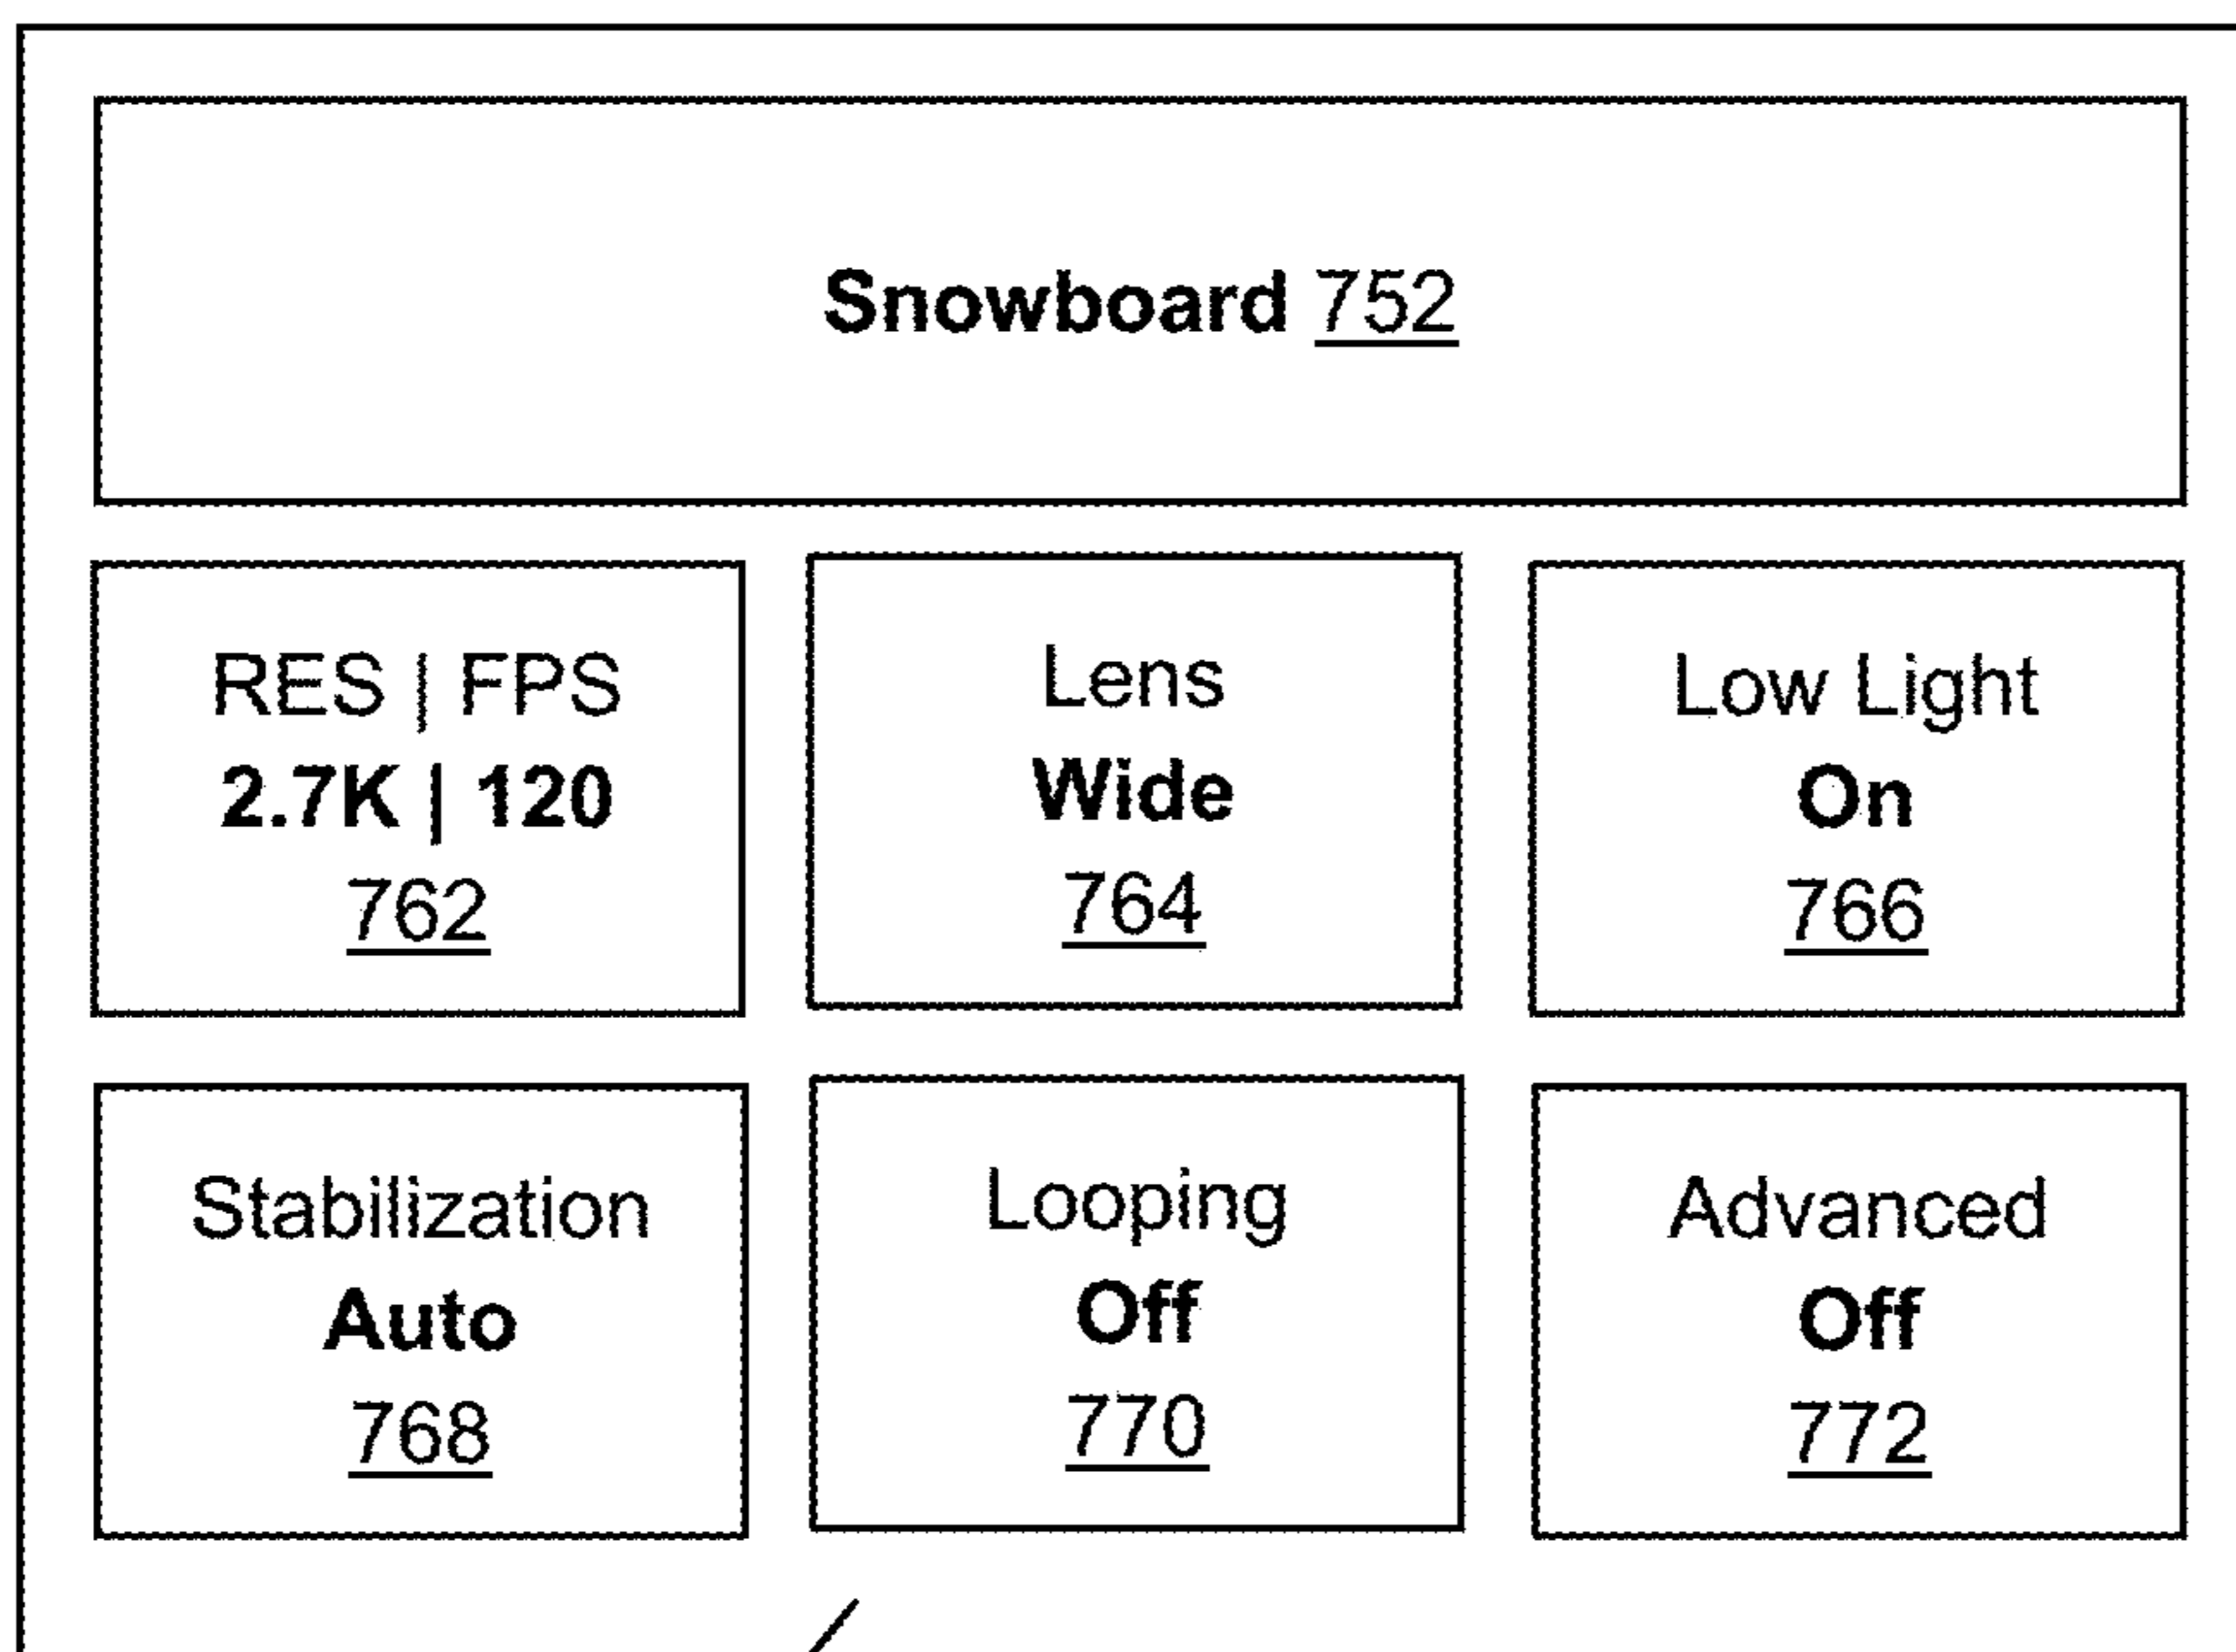 Snowboard 752
RES | FPS
2.7K | 120
762
Lens
Wide
764
Low Light
On
766
Stabilization
Auto
768
Looping
Off
770
Advanced
Off
772